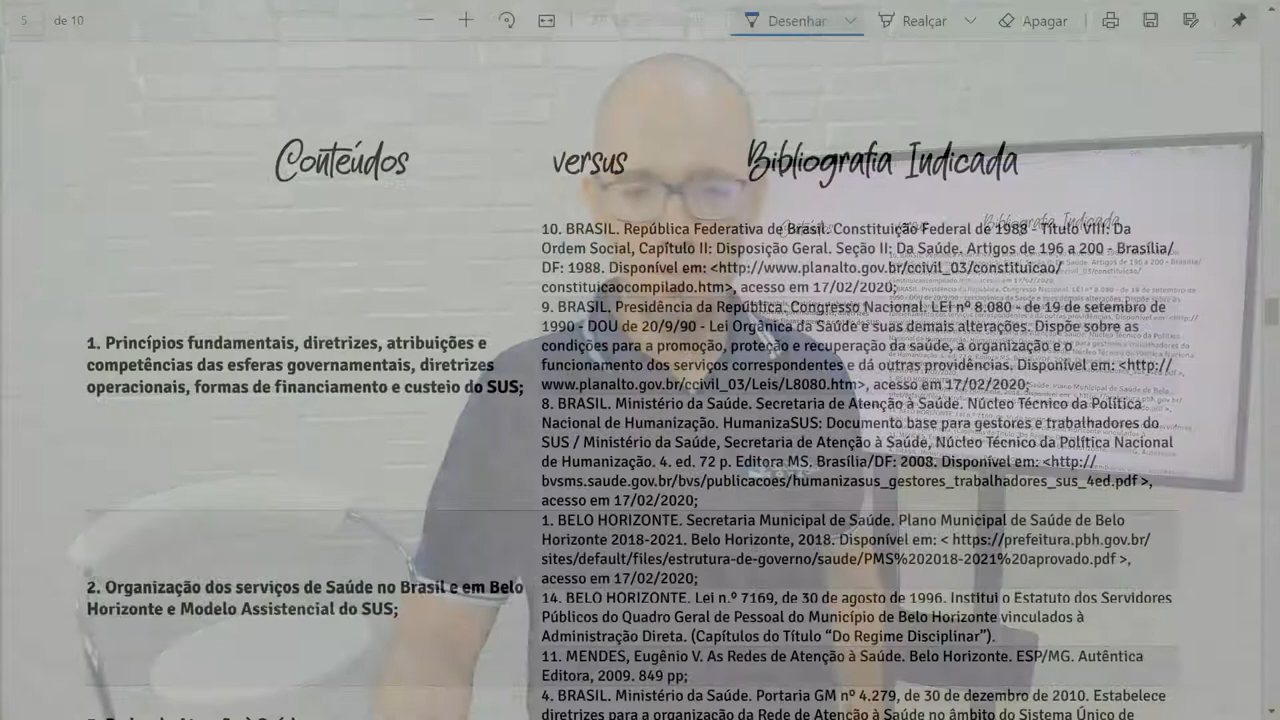 5 de 10 Desenhar Realçar Apagar
Conteúdos versus Bibliografia Indicada
10. BRASIL. República Federativa de Brasil. Constituição Federal de 1988 - Título VIII: Da
Ordem Social, Capítulo II: Disposição Geral. Seção II: Da Saúde. Artigos de 196 a 200 - Brasília/
DF: 1988. Disponível em: <http://www.planalto.gov.br/ccivil_03/constituicao/
constituicaocompilado.htm>, acesso em 17/02/2020;
9. BRASIL. Presidência da República, Congresso Nacional. LEI nº 8.080 - de 19 de setembro de
1990 - DOU de 20/9/90 - Lei Orgânica da Saúde e suas demais alterações. Dispõe sobre as
condições para a promoção, proteção e recuperação da saúde, a organização e o
funcionamento dos serviços correspondentes e dá outras providências. Disponível em: <http://
www.planalto.gov.br/ccivil_03/Leis/L8080.htm>, acesso em 17/02/2020;
1. Princípios fundamentais, diretrizes, atribuições e
competências das esferas governamentais, diretrizes
operacionais, formas de financiamento e custeio do SUS;
8. BRASIL. Ministério da Saúde. Secretaria de Atenção à Saúde. Núcleo Técnico da Política
Nacional de Humanização. HumanizaSUS: Documento base para gestores e trabalhadores do
SUS / Ministério da Saúde, Secretaria de Atenção à Saúde, Núcleo Técnico da Política Nacional
de Humanização. 4. ed. 72 p. Editora MS. Brasília/DF: 2008. Disponível em: <http://
bvsms.saude.gov.br/bvs/publicacoes/humanizasus_gestores_trabalhadores_sus_4ed.pdf >,
acesso em 17/02/2020;
1. BELO HORIZONTE. Secretaria Municipal de Saúde. Plano Municipal de Saúde de Belo
Horizonte 2018-2021. Belo Horizonte, 2018. Disponível em: < https://prefeitura.pbh.gov.br/
sites/default/files/estrutura-de-governo/saude/PMS%202018-2021%20aprovado.pdf >,
acesso em 17/02/2020;
2. Organização dos serviços de Saúde no Brasil e em Belo
Horizonte e Modelo Assistencial do SUS;
14. BELO HORIZONTE. Lei n.º 7169, de 30 de agosto de 1996. Institui o Estatuto dos Servidores
Públicos do Quadro Geral de Pessoal do Município de Belo Horizonte vinculados à
Administração Direta. (Capítulos do Título “Do Regime Disciplinar”).
11. MENDES, Eugênio V. As Redes de Atenção à Saúde. Belo Horizonte. ESP/MG. Autêntica
Editora, 2009. 849 pp;
4. BRASIL. Ministério da Saúde. Portaria GM nº 4.279, de 30 de dezembro de 2010. Estabelece
diretrizes para a organização da Rede de Atenção à Saúde no âmbito do Sistema Único de